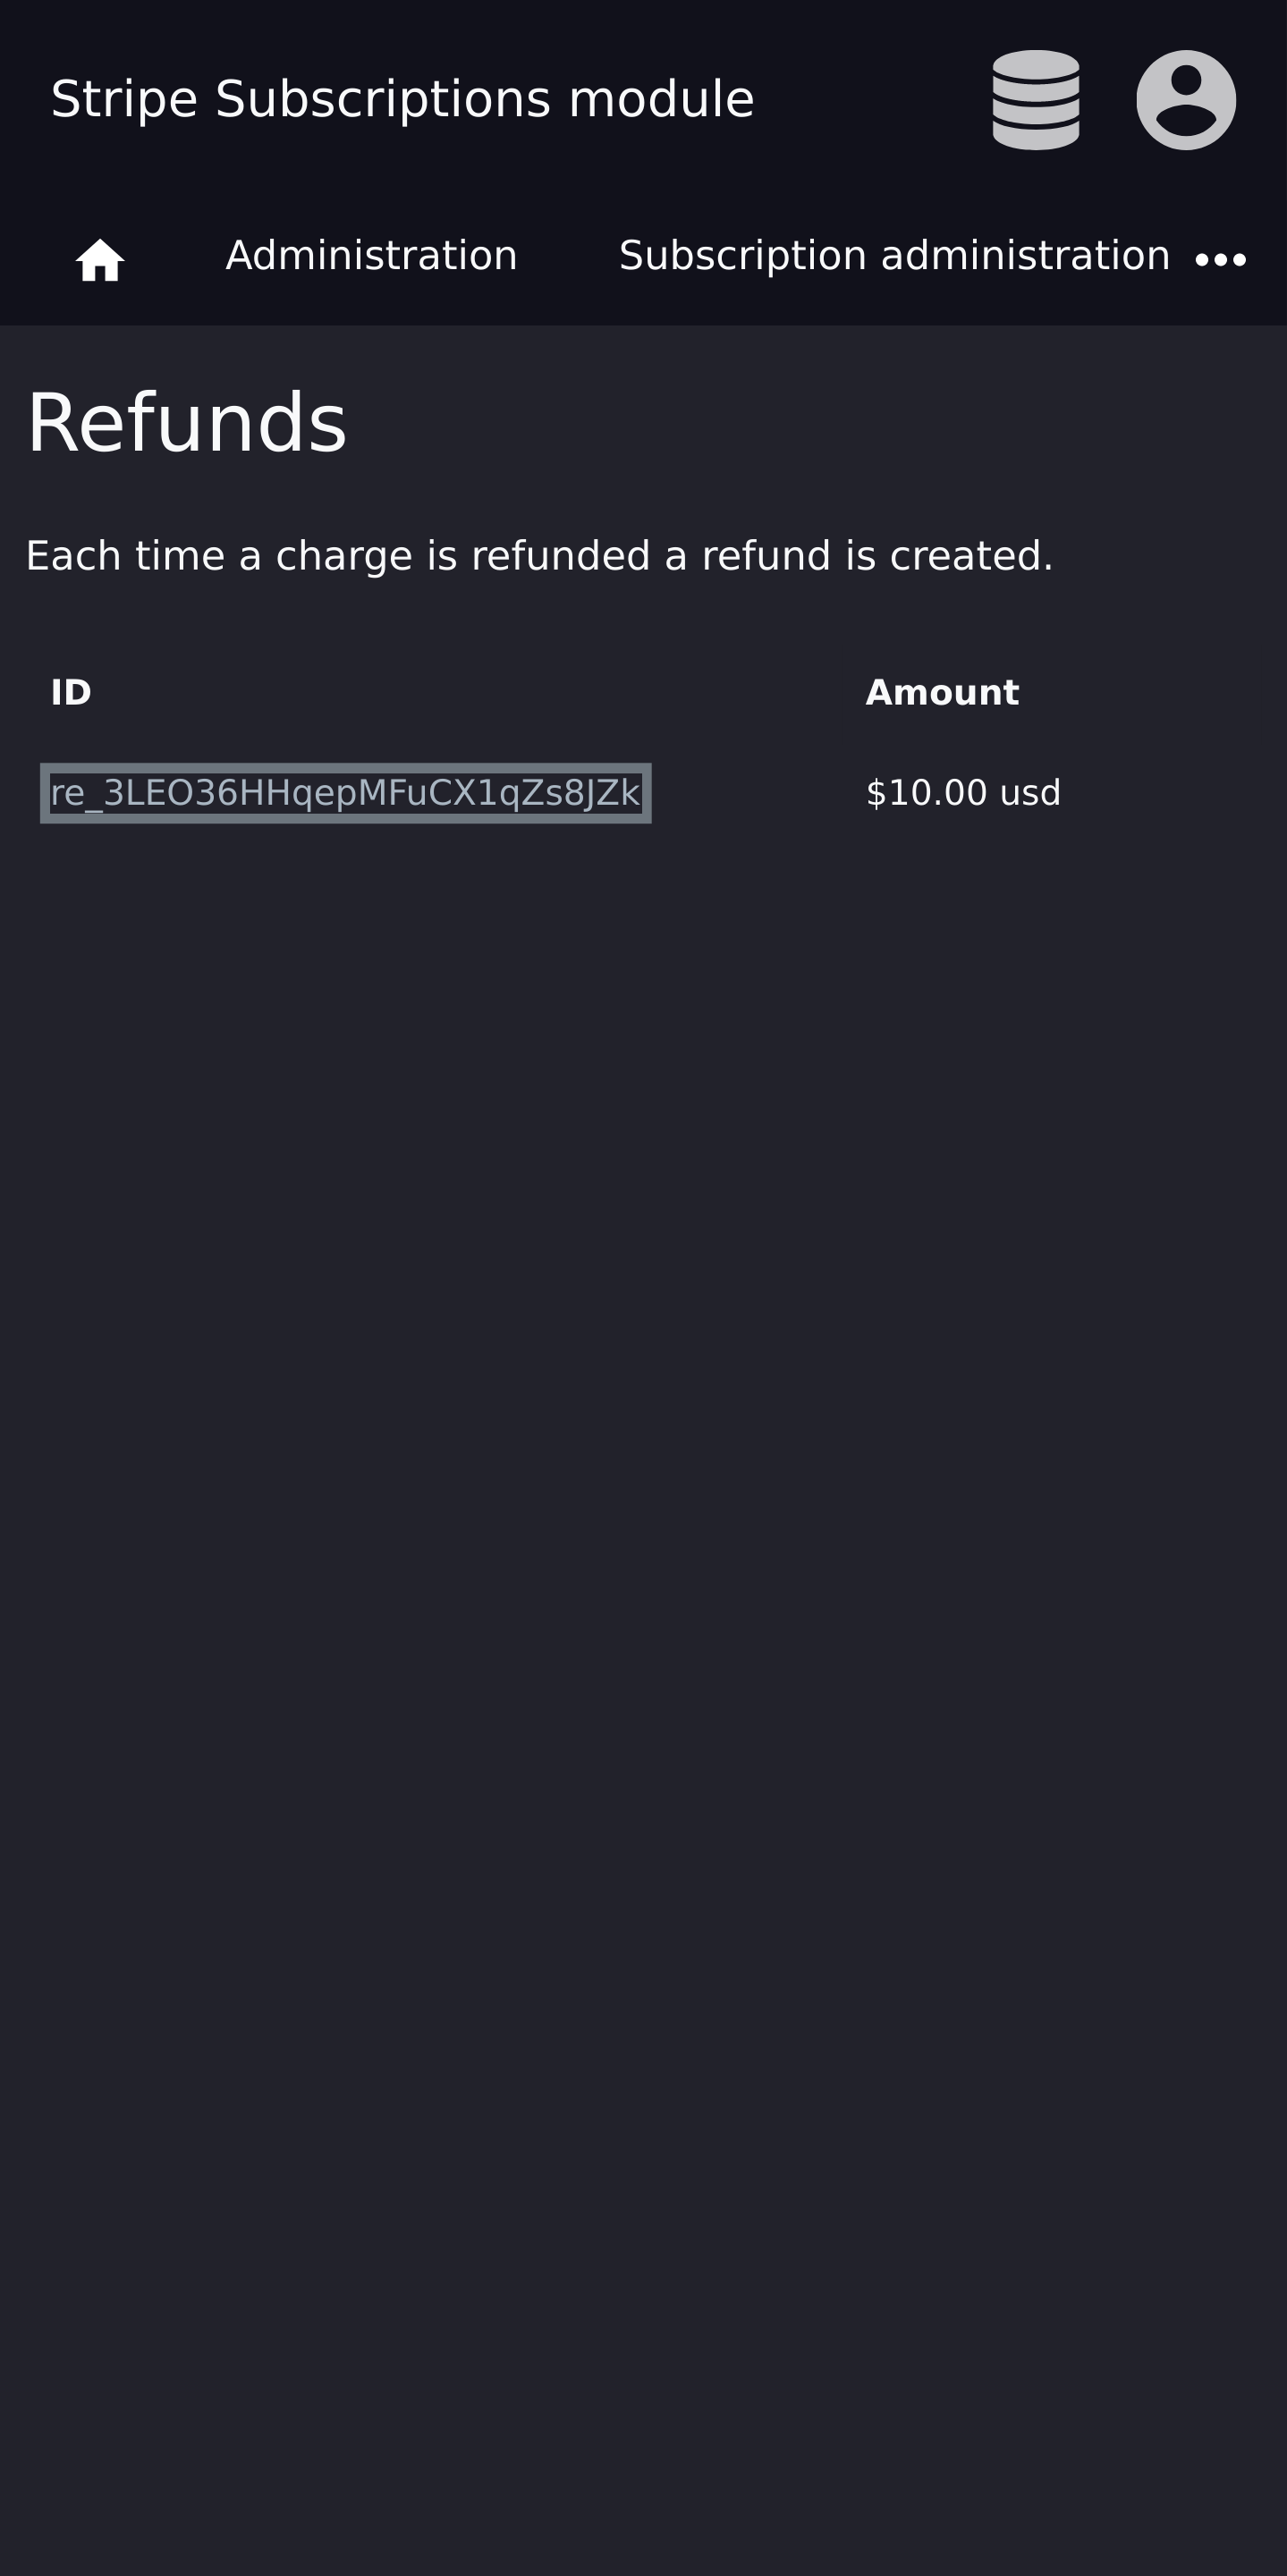 Stripe Subscriptions module
Administration Subscription administration
Refunds
Each time a charge is refunded a refund is created.
ID Amount
re_3LEO36HHqepMFuCX1qZs8JZk $10.00 usd